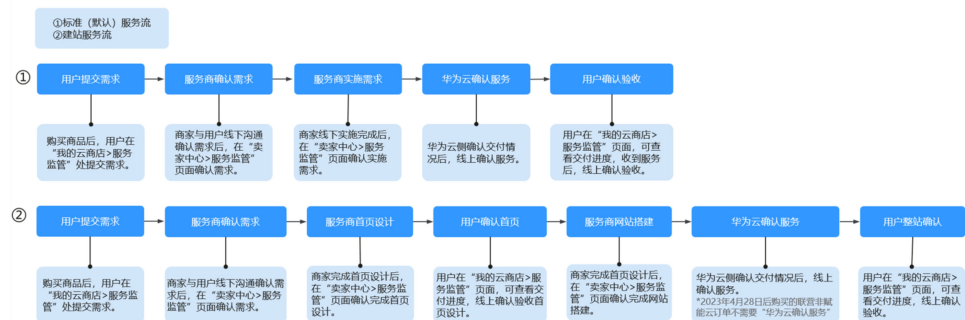 ①标准（默认）服务流
②建站服务流
①
用户提交需求
服务商确认需求
服务商实施需求
华为云确认服务
用户确认验收
购买商品后，用户在
“我的云商店>服务
监管”处提交需求。
商家与用户线下沟通
确认需求后，在“卖
家中心>服务监管”
页面确认需求。
商家线下实施完成后，
在“卖家中心>服务
监管”页面确认实施
需求。
华为云侧确认交付情
况后，线上确认服务。
用户在“我的云商店>
服务监管”页面，可查
看交付进度，收到服务
后，线上确认验收。
②
用户提交需求
服务商确认需求
服务商首页设计
用户确认首页
服务商网站搭建
华为云确认服务
用户整站确认
购买商品后，用户在
“我的云商店>服务监
管”处提交需求。
商家与用户线下沟通确认需
求后，在“卖家中心>服务
监管”页面确认需求。
商家完成首页设计后，
在“卖家中心>服务监
管”页面确认完成首页
设计。
用户在“我的云商店>服
务监管”页面，可查看
交付进度，线上确认验收
首页设计。
商家完成首页设计后，
在“卖家中心>服务监
管”页面确认完成网站
搭建。
华为云侧确认交付情况后，线上
确认服务。
*2023年4月28日后购买的联营非赋
能云订单不需要“华为云确认服务”
用户在“我的云商店>
服务监管”页面，可查
看交付进度，线上确认
验收。